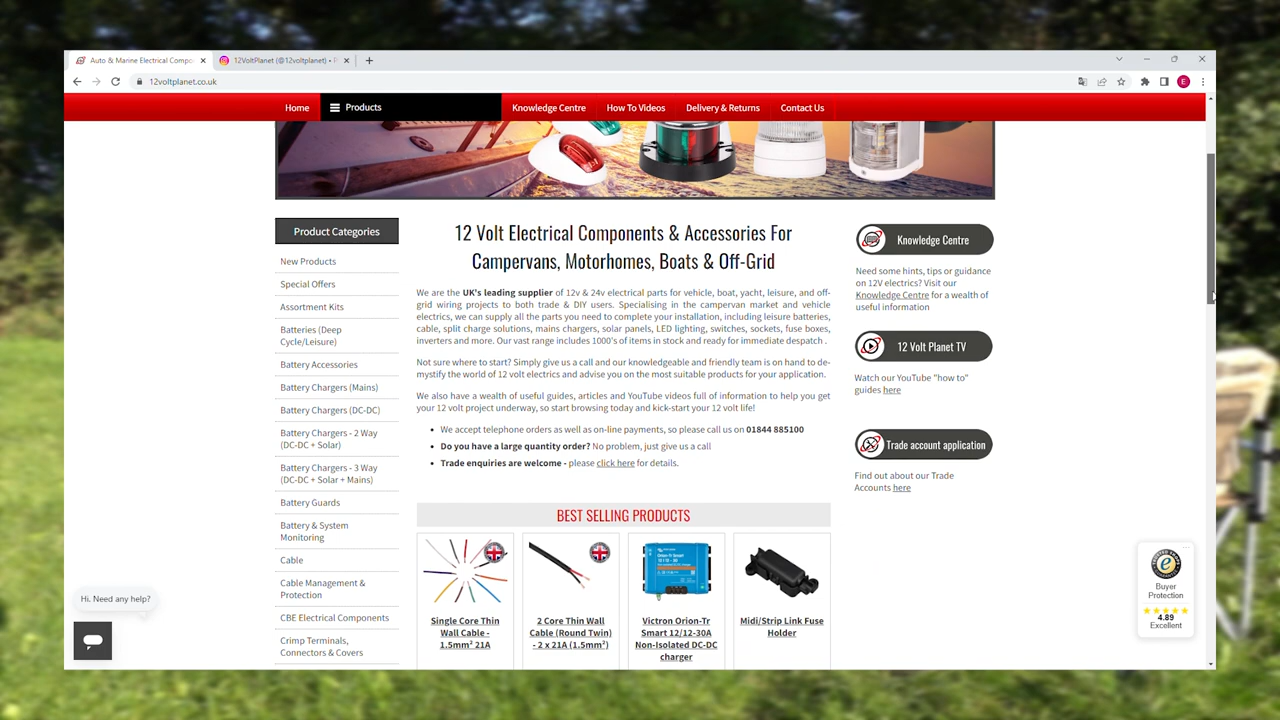 Auto & Marine Electrical Compo
12VoltPlanet (@12voltplanet) •
12voltplanet.co.uk
E
Home
Products
Knowledge Centre
How To Videos
Delivery & Returns
Contact Us
Product Categories
New Products
Special Offers
Assortment Kits
Batteries (Deep
Cycle/Leisure)
Battery Accessories
Battery Chargers (Mains)
Battery Chargers (DC-DC)
Battery Chargers - 2 Way
(DC-DC + Solar)
Battery Chargers - 3 Way
(DC-DC + Solar + Mains)
Battery Guards
Battery & System
Monitoring
Cable
Cable Management &
Protection
CBE Electrical Components
Crimp Terminals,
Connectors & Covers
12 Volt Electrical Components & Accessories For
Campervans, Motorhomes, Boats & Off-Grid
We are the UK's leading supplier of 12v & 24v electrical parts for vehicle, boat, yacht, leisure, and off-
grid wiring projects to both trade & DIY users. Specialising in the campervan market and vehicle
electrics, we can supply all the parts you need to complete your installation, including leisure batteries,
cable, split charge solutions, mains chargers, solar panels, LED lighting, switches, sockets, fuse boxes,
inverters and more. Our vast range includes 1000's of items in stock and ready for immediate despatch .
Not sure where to start? Simply give us a call and our knowledgeable and friendly team is on hand to de-
mystify the world of 12 volt electrics and advise you on the most suitable products for your application.
We also have a wealth of useful guides, articles and YouTube videos full of information to help you get
your 12 volt project underway, so start browsing today and kick-start your 12 volt life!
• We accept telephone orders as well as on-line payments, so please call us on 01844 885100
• Do you have a large quantity order? No problem, just give us a call
• Trade enquiries are welcome - please click here for details.
BEST SELLING PRODUCTS
Single Core Thin
Wall Cable -
1.5mm² 21A
2 Core Thin Wall
Cable (Round Twin)
- 2 x 21A (1.5mm²)
Victron Orion-Tr
Smart 12/12-30A
Non-Isolated DC-DC
charger
Midi/Strip Link Fuse
Holder
Knowledge Centre
Need some hints, tips or guidance
on 12V electrics? Visit our
Knowledge Centre for a wealth of
useful information
12 Volt Planet TV
Watch our YouTube "how to"
guides here
Trade account application
Find out about our Trade
Accounts here
Hi. Need any help?
e
Buyer
Protection
4.89
Excellent